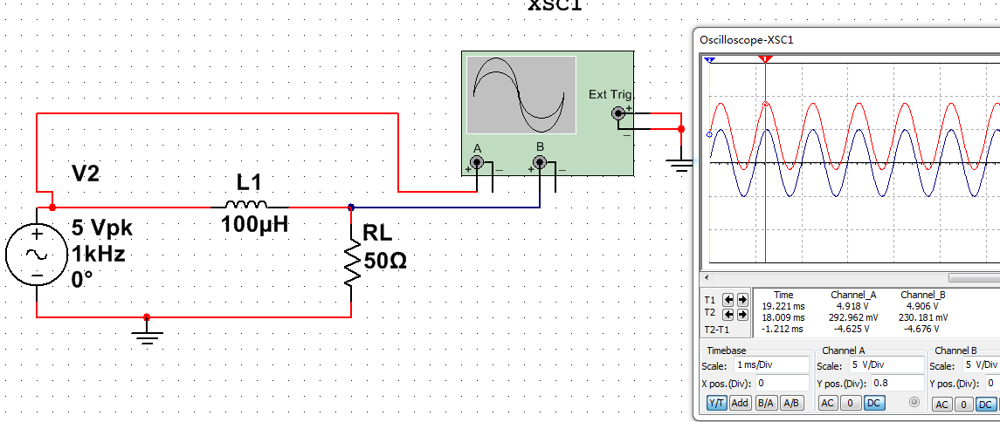 XSC1
Oscilloscope-XSC1
Ext Trig
+
−
A
B
+ − + −
V2
L1
100µH
5 Vpk
1kHz
0°
RL
50Ω
2 1
T1
T2
T2-T1
Time Channel_A Channel_B
19.221 ms 4.918 V 4.906 V
18.009 ms 292.962 mV 230.181 mV
-1.212 ms -4.625 V -4.676 V
Timebase Channel A Channel B
Scale: 1 ms/Div Scale: 5 V/Div Scale: 5 V/Div
X pos.(Div): 0 Y pos.(Div): 0.8 Y pos.(Div): 0
Y/T Add B/A A/B AC 0 DC AC 0 DC